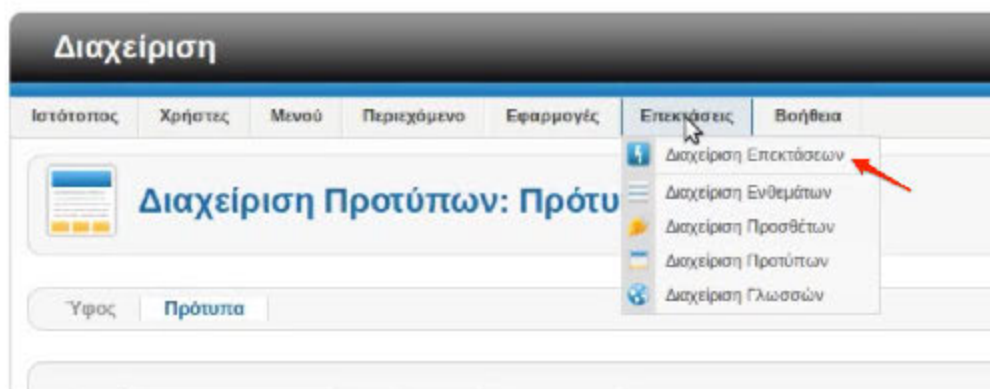 Διαχείριση
Ιστότοπος Χρήστες Μενού Περιεχόμενο Εφαρμογές Επεκτάσεις Βοήθεια
Διαχείριση Επεκτάσεων
Διαχείριση Ενθεμάτων
Διαχείριση Προσθέτων
Διαχείριση Προτύπων
Διαχείριση Γλωσσών
Διαχείριση Προτύπων: Πρότυ
Ύφος Πρότυπα